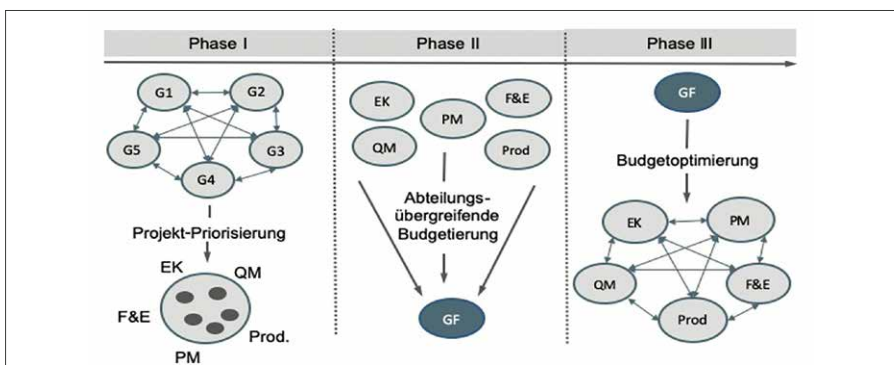 Phase I
Phase II
Phase III
G1
G2
G5
G3
G4
Projekt-Priorisierung
EK
QM
F&E
Prod.
PM
EK
F&E
PM
QM
Prod
Abteilungs-
übergreifende
Budgetierung
GF
GF
Budgetoptimierung
EK
PM
QM
F&E
Prod